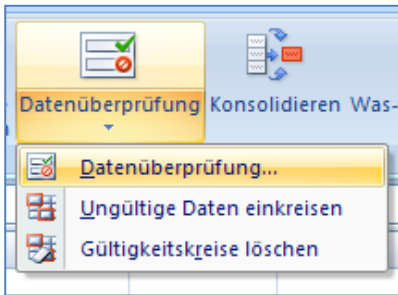 Datenüberprüfung Konsolidieren Was-
Datenüberprüfung...
Ungültige Daten einkreisen
Gültigkeitskreise löschen